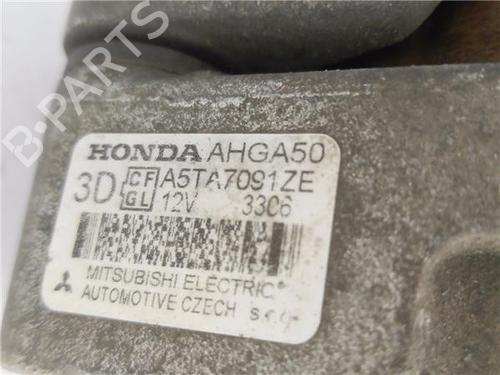 B-PARTS
HONDA AHGA50
3D CF GL A5TA7091ZE
12V 3306
MITSUBISHI ELECTRIC
AUTOMOTIVE CZECH s.r.o.